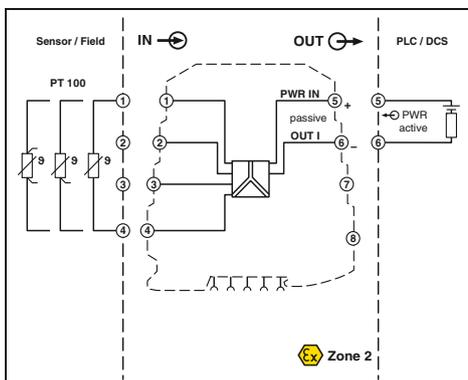 Sensor / Field
IN
OUT
PLC / DCS
PT 100
1
1
PWR IN
5
+
5
passive
PWR
active
2
2
OUT I
6
–
6
ϑ
ϑ
ϑ
3
3
7
4
4
8
Ex Zone 2